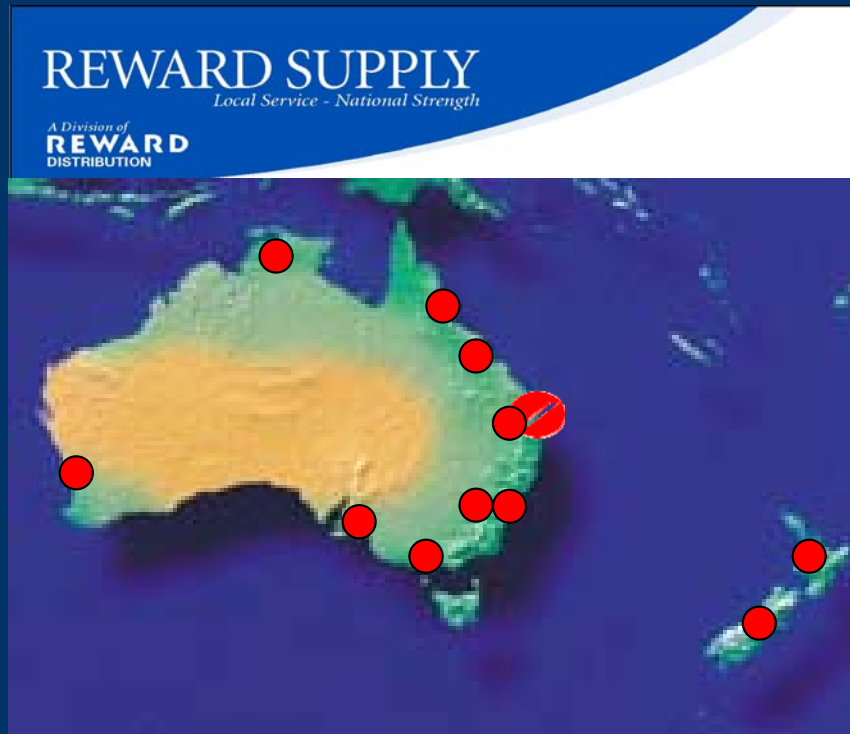 REWARD SUPPLY
Local Service - National Strength
A Division of
REWARD
DISTRIBUTION